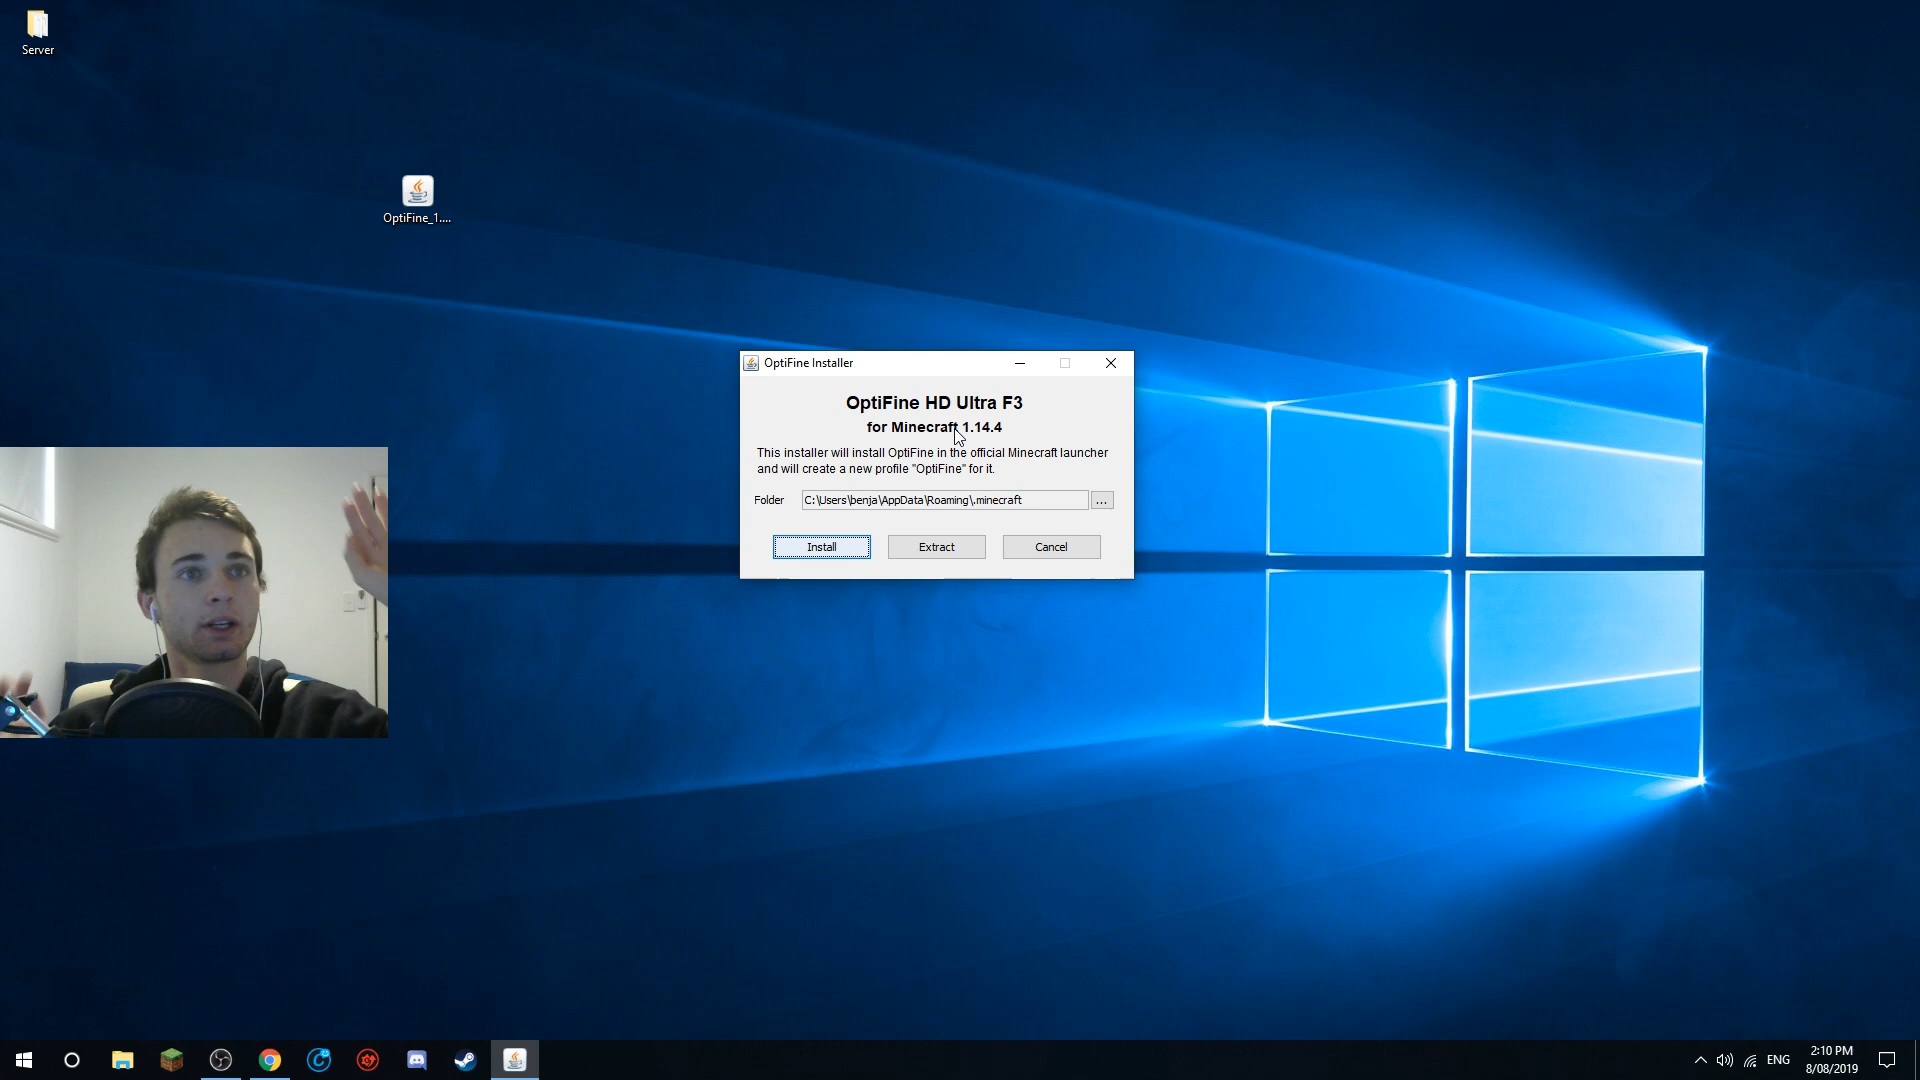 Server
OptiFine_1....
OptiFine Installer
OptiFine HD Ultra F3
for Minecraft 1.14.4
This installer will install OptiFine in the official Minecraft launcher
and will create a new profile "OptiFine" for it.
Folder C:\Users\benja\AppData\Roaming\.minecraft ...
Install Extract Cancel
ENG
2:10 PM
8/08/2019